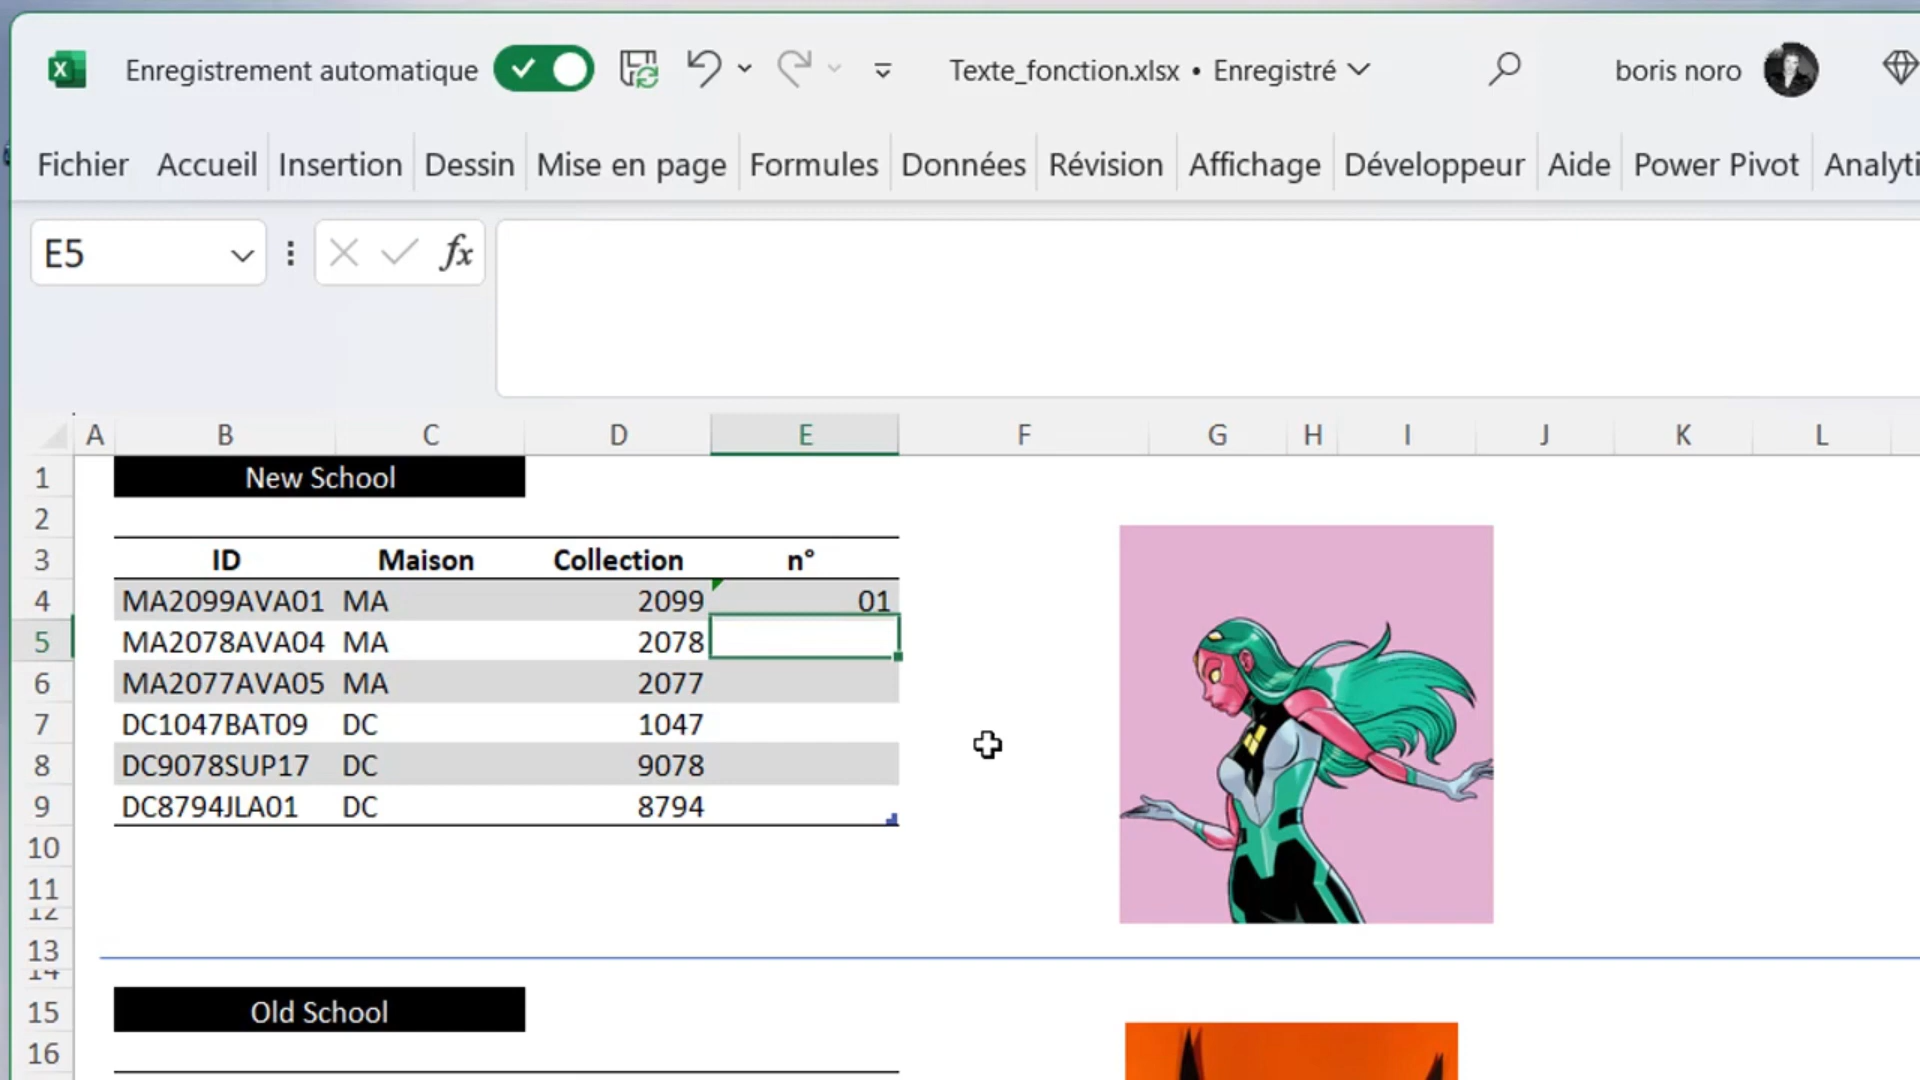 Enregistrement automatique Texte_fonction.xlsx • Enregistré boris noro
Fichier Accueil Insertion Dessin Mise en page Formules Données Révision Affichage Développeur Aide Power Pivot Analyti
E5 fx
A B C D E F G H I J K L
1 New School
2
3 ID Maison Collection n°
4 MA2099AVA01 MA 2099 01
5 MA2078AVA04 MA 2078
6 MA2077AVA05 MA 2077
7 DC1047BAT09 DC 1047
8 DC9078SUP17 DC 9078
9 DC8794JLA01 DC 8794
10
11
12
13
14
15 Old School
16